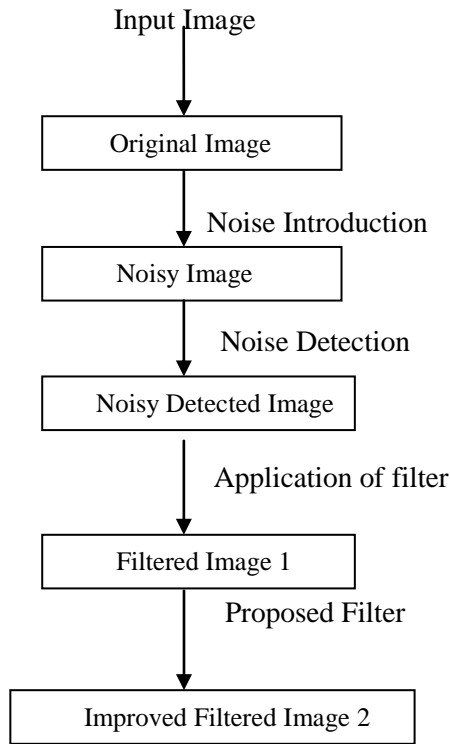 Input Image
Original Image
Noise Introduction
Noisy Image
Noise Detection
Noisy Detected Image
Application of filter
Filtered Image 1
Proposed Filter
Improved Filtered Image 2